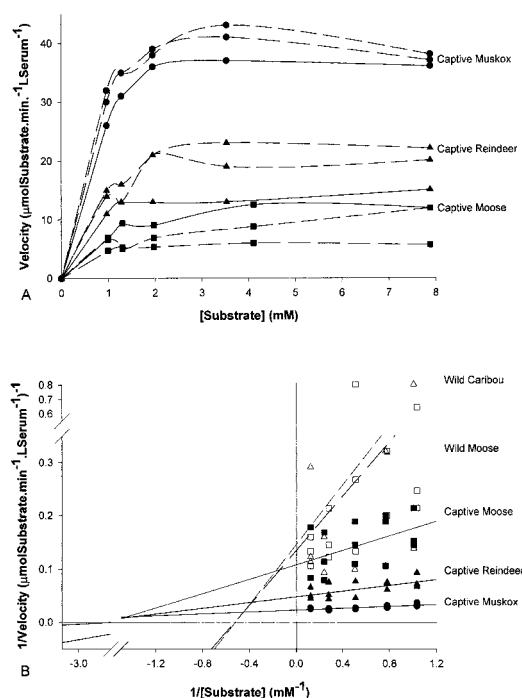 40
30
20
10
0
Velocity (µmolSubstrate.min.⁻¹LSerum⁻¹)
Captive Muskox
Captive Reindeer
Captive Moose
0 1 2 3 4 5 6 7 8
A
[Substrate] (mM)
0.8
0.6
0.3
0.2
0.1
0.0
1/Velocity (µmolSubstrate.min⁻¹.LSerum⁻¹)⁻¹
Wild Caribou
Wild Moose
Captive Moose
Captive Reindeer
Captive Muskox
-3.0 -1.2 -0.8 -0.4 0.0 0.4 0.8 1.2
B
1/[Substrate] (mM⁻¹)